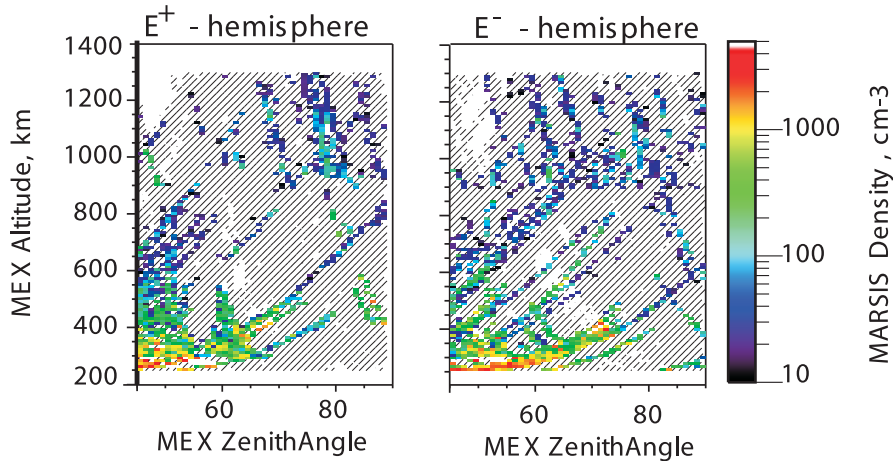 E+ - hemisphere
E− - hemisphere
1400
1200
1000
800
600
400
200
MEX Altitude, km
60
80
MEX ZenithAngle
60
80
MEX ZenithAngle
1000
100
10
MARSIS Density , cm-3